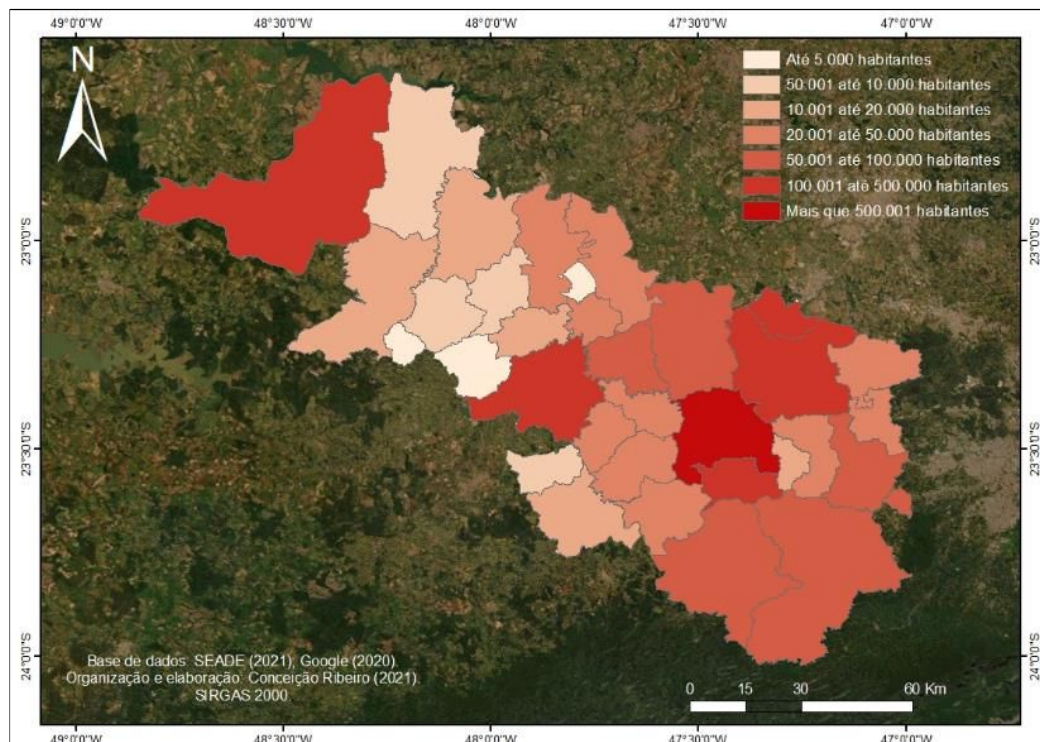 49°0'0"W 48°30'0"W 48°0'0"W 47°30'0"W 47°0'0"W
N
Até 5.000 habitantes
50.001 até 10.000 habitantes
10.001 até 20.000 habitantes
20.001 até 50.000 habitantes
50.001 até 100.000 habitantes
100.001 até 500.000 habitantes
Mais que 500.001 habitantes
23°0'0"S 23°0'0"S
23°30'0"S 23°30'0"S
24°0'0"S 24°0'0"S
Base de dados: SEADE (2021), Google (2020).
Organização e elaboração: Conceição Ribeiro (2021).
SIRGAS 2000
0 15 30 60 Km
49°0'0"W 48°30'0"W 48°0'0"W 47°30'0"W 47°0'0"W